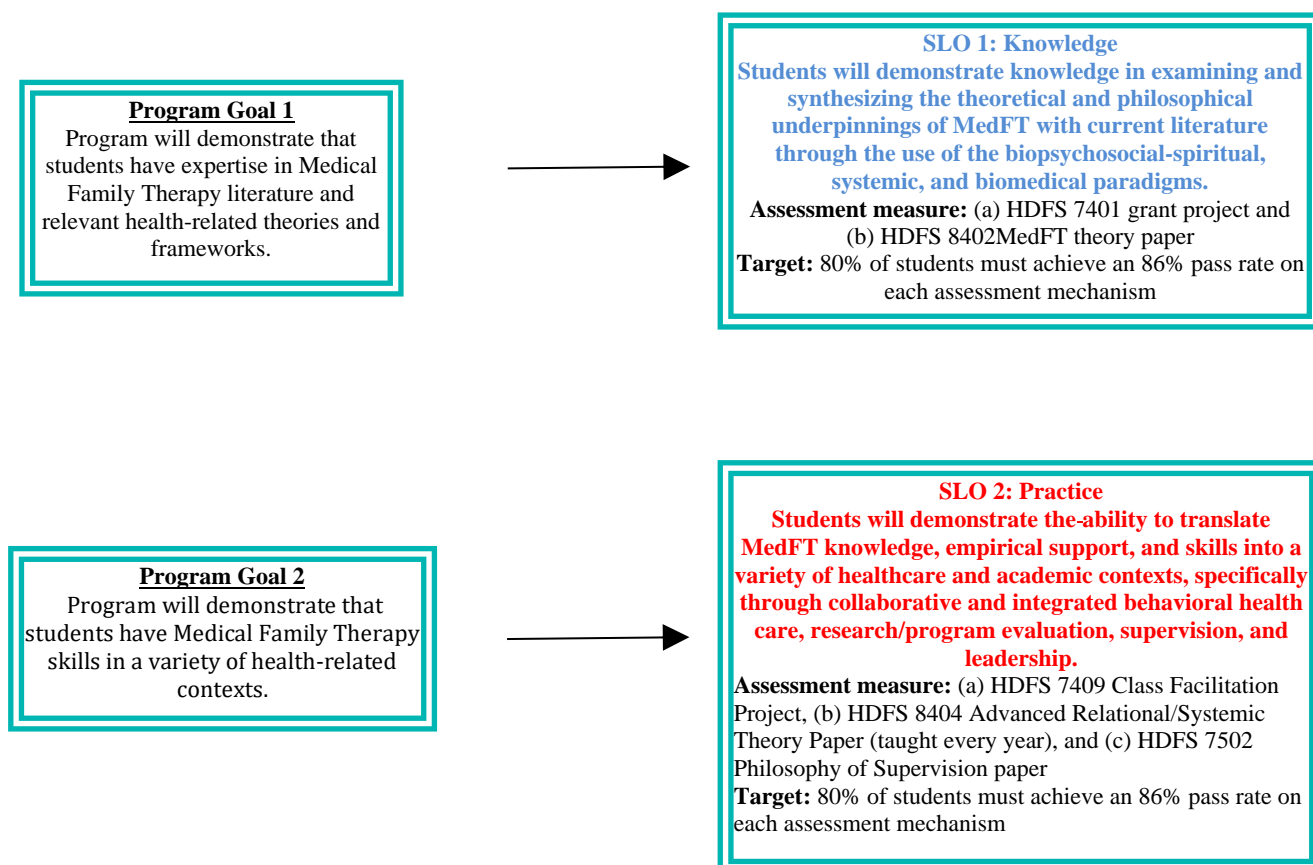 Program Goal 1
Program will demonstrate that
students have expertise in Medical
Family Therapy literature and
relevant health-related theories and
frameworks.
SLO 1: Knowledge
Students will demonstrate knowledge in examining and
synthesizing the theoretical and philosophical
underpinnings of MedFT with current literature
through the use of the biopsychosocial-spiritual,
systemic, and biomedical paradigms.
Assessment measure: (a) HDFS 7401 grant project and
(b) HDFS 8402MedFT theory paper
Target: 80% of students must achieve an 86% pass rate on
each assessment mechanism
Program Goal 2
Program will demonstrate that
students have Medical Family Therapy
skills in a variety of health-related
contexts.
SLO 2: Practice
Students will demonstrate the-ability to translate
MedFT knowledge, empirical support, and skills into a
variety of healthcare and academic contexts, specifically
through collaborative and integrated behavioral health
care, research/program evaluation, supervision, and
leadership.
Assessment measure: (a) HDFS 7409 Class Facilitation
Project, (b) HDFS 8404 Advanced Relational/Systemic
Theory Paper (taught every year), and (c) HDFS 7502
Philosophy of Supervision paper
Target: 80% of students must achieve an 86% pass rate on
each assessment mechanism